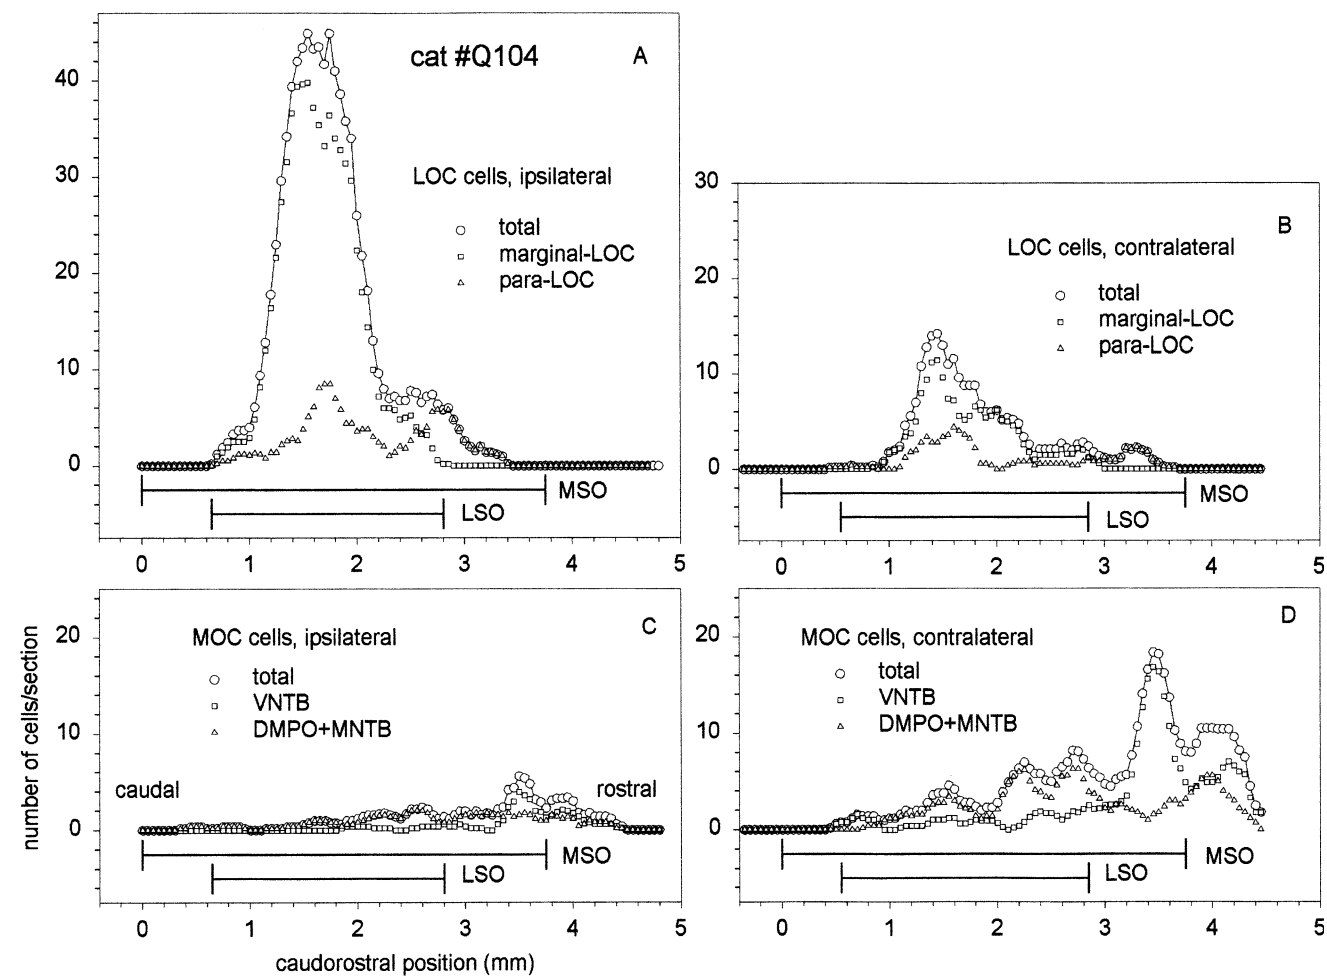 cat #Q104
A
LOC cells, ipsilateral
total
marginal-LOC
para-LOC
40
30
20
10
0
MSO
LSO
0 1 2 3 4 5
B
LOC cells, contralateral
total
marginal-LOC
para-LOC
30
20
10
0
MSO
LSO
0 1 2 3 4 5
C
MOC cells, ipsilateral
total
VNTB
DMPO+MNTB
caudal
rostral
number of cells/section
20
10
0
MSO
LSO
0 1 2 3 4 5
caudorostral position (mm)
D
MOC cells, contralateral
total
VNTB
DMPO+MNTB
20
10
0
MSO
LSO
0 1 2 3 4 5